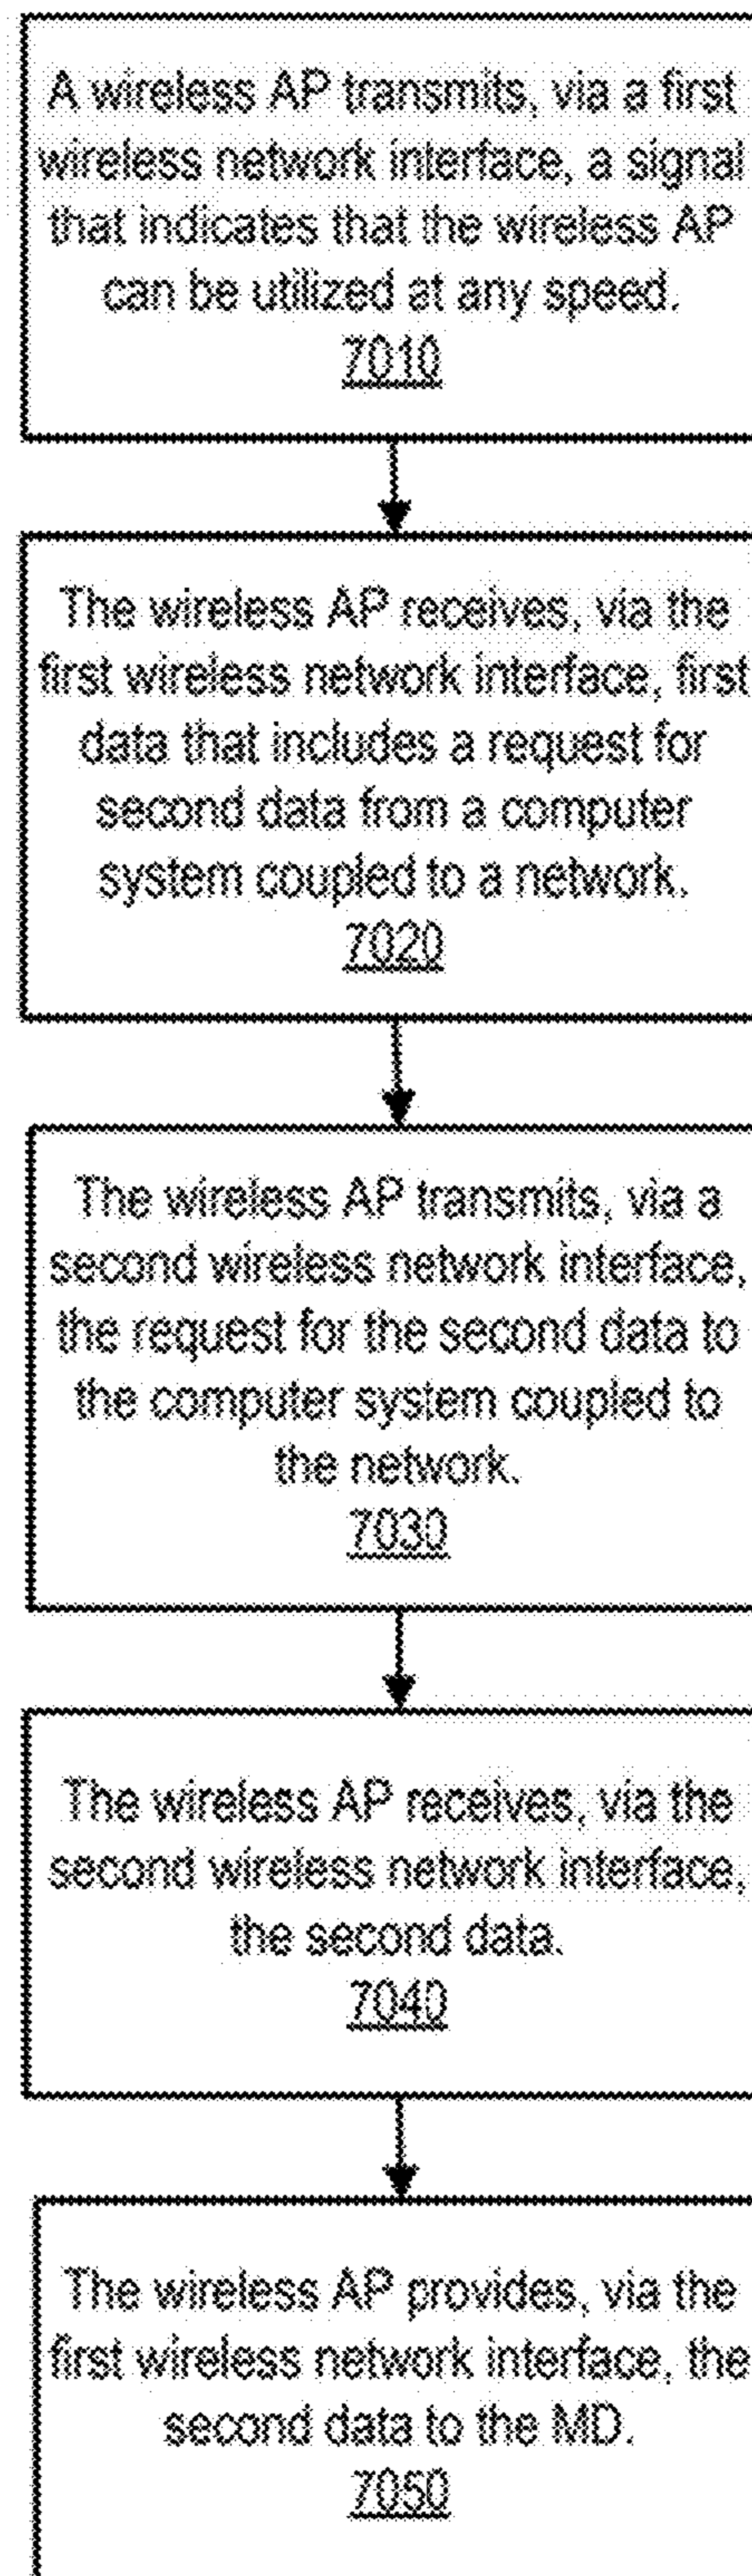 A wireless AP transmits, via a first
wireless network interface, a signal
that indicates that the wireless AP
can be utilized at any speed.
7010
The wireless AP receives, via the
first wireless network interface, first
data that includes a request for
second data from a computer
system coupled to a network.
7020
The wireless AP transmits, via a
second wireless network interface,
the request for the second data to
the computer system coupled to
the network.
7030
The wireless AP receives, via the
second wireless network interface,
the second data.
7040
The wireless AP provides, via the
first wireless network interface, the
second data to the MD.
7050